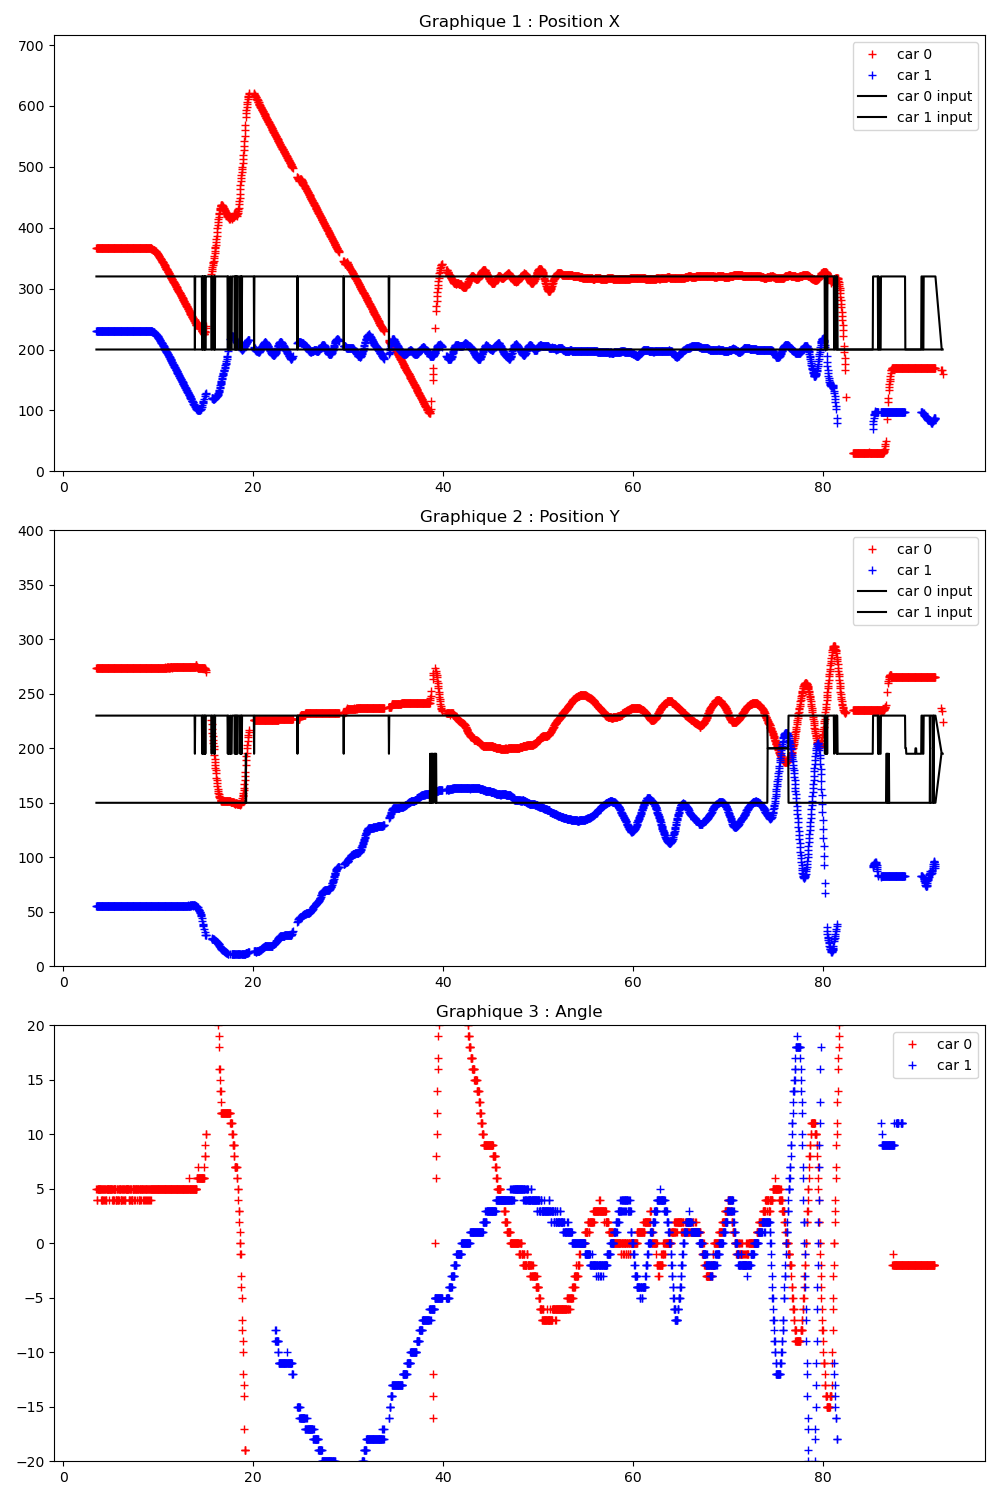 Graphique 1 : Position X
700
600
500
400
300
200
100
0
car 0
car 1
car 0 input
car 1 input
0 20 40 60 80
Graphique 2 : Position Y
400
350
300
250
200
150
100
50
0
car 0
car 1
car 0 input
car 1 input
0 20 40 60 80
Graphique 3 : Angle
20
15
10
5
0
−5
−10
−15
−20
car 0
car 1
0 20 40 60 80